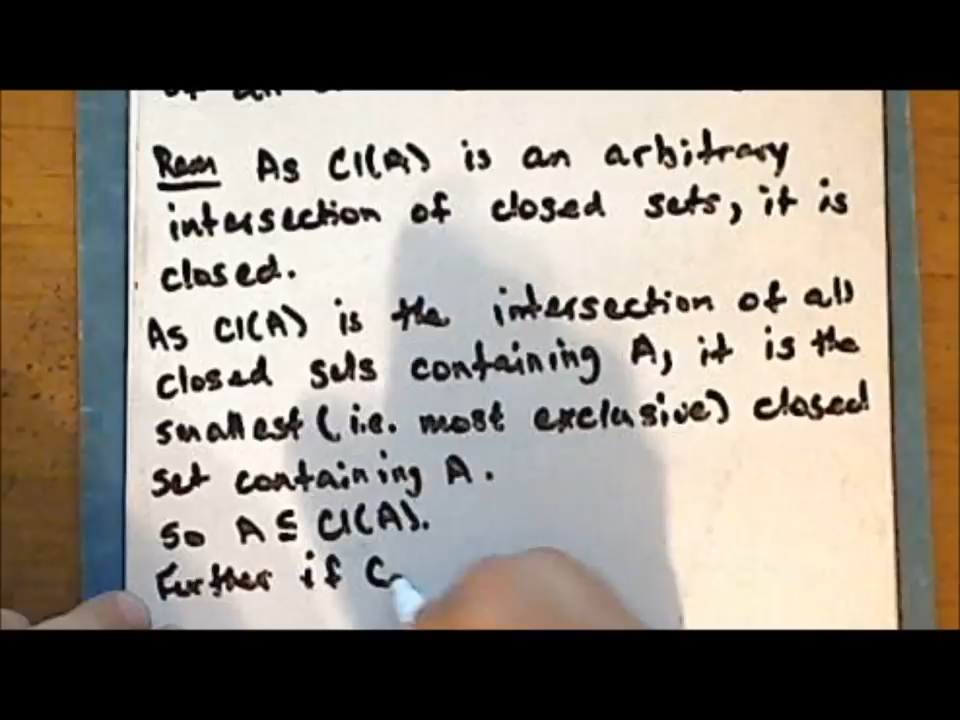 Rem As Cl(A) is an arbitrary
intersection of closed sets, it is
closed.
As Cl(A) is the intersection of all
closed sets containing A, it is the
smallest (i.e. most exclusive) closed
set containing A.
So A ⊆ Cl(A).
Further if C